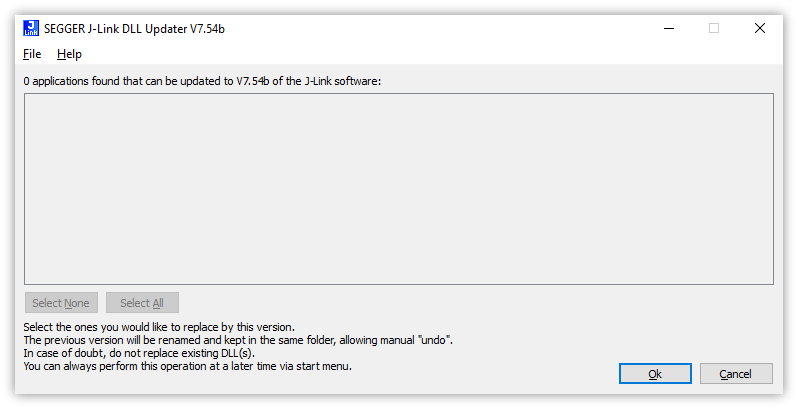 J Link SEGGER J-Link DLL Updater V7.54b
File Help
0 applications found that can be updated to V7.54b of the J-Link software:
Select None Select All
Select the ones you would like to replace by this version.
The previous version will be renamed and kept in the same folder, allowing manual "undo".
In case of doubt, do not replace existing DLL(s).
You can always perform this operation at a later time via start menu.
Ok Cancel